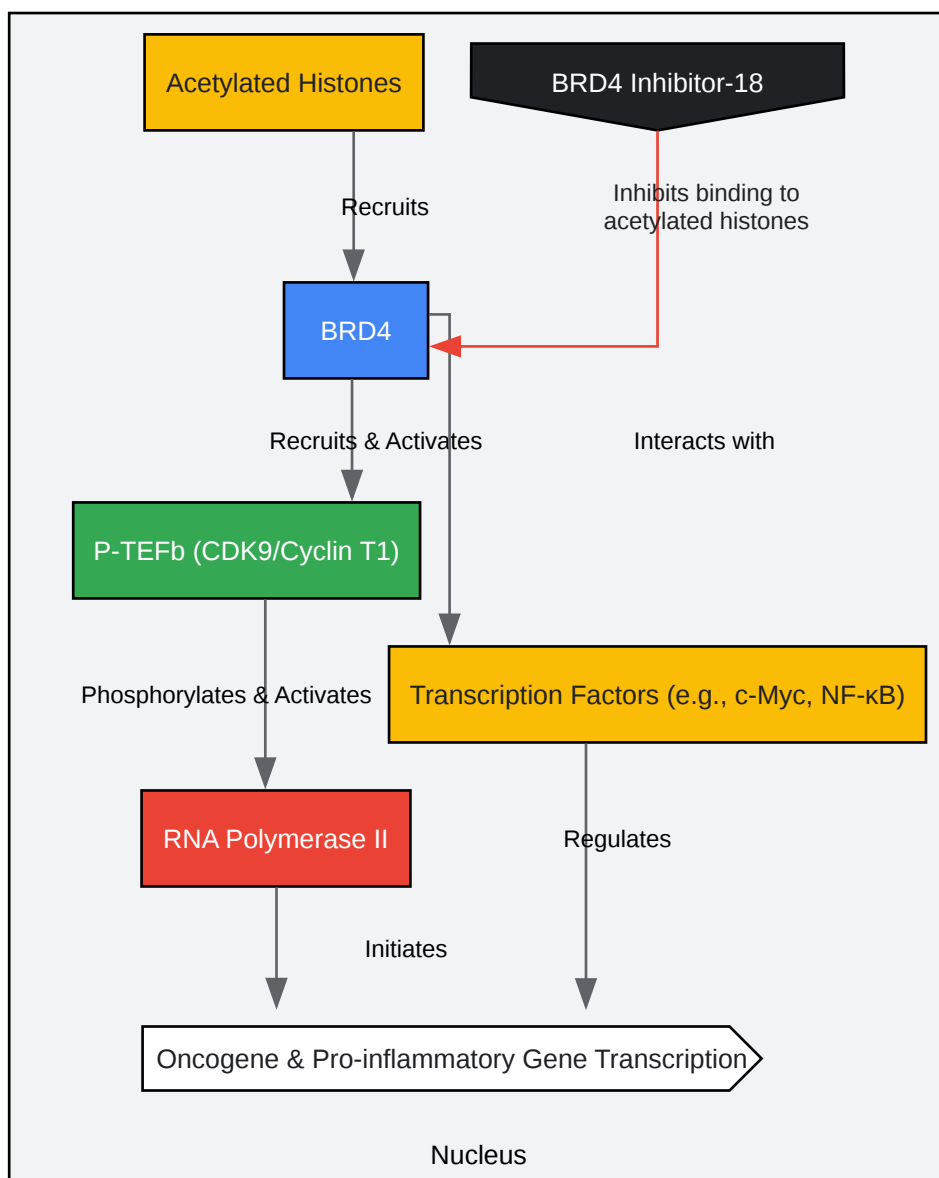 Acetylated Histones
BRD4 Inhibitor-18
Recruits
Inhibits binding to
acetylated histones
BRD4
Recruits & Activates
Interacts with
P-TEFb (CDK9/Cyclin T1)
Phosphorylates & Activates
Transcription Factors (e.g., c-Myc, NF-κB)
RNA Polymerase II
Regulates
Initiates
Oncogene & Pro-inflammatory Gene Transcription
Nucleus